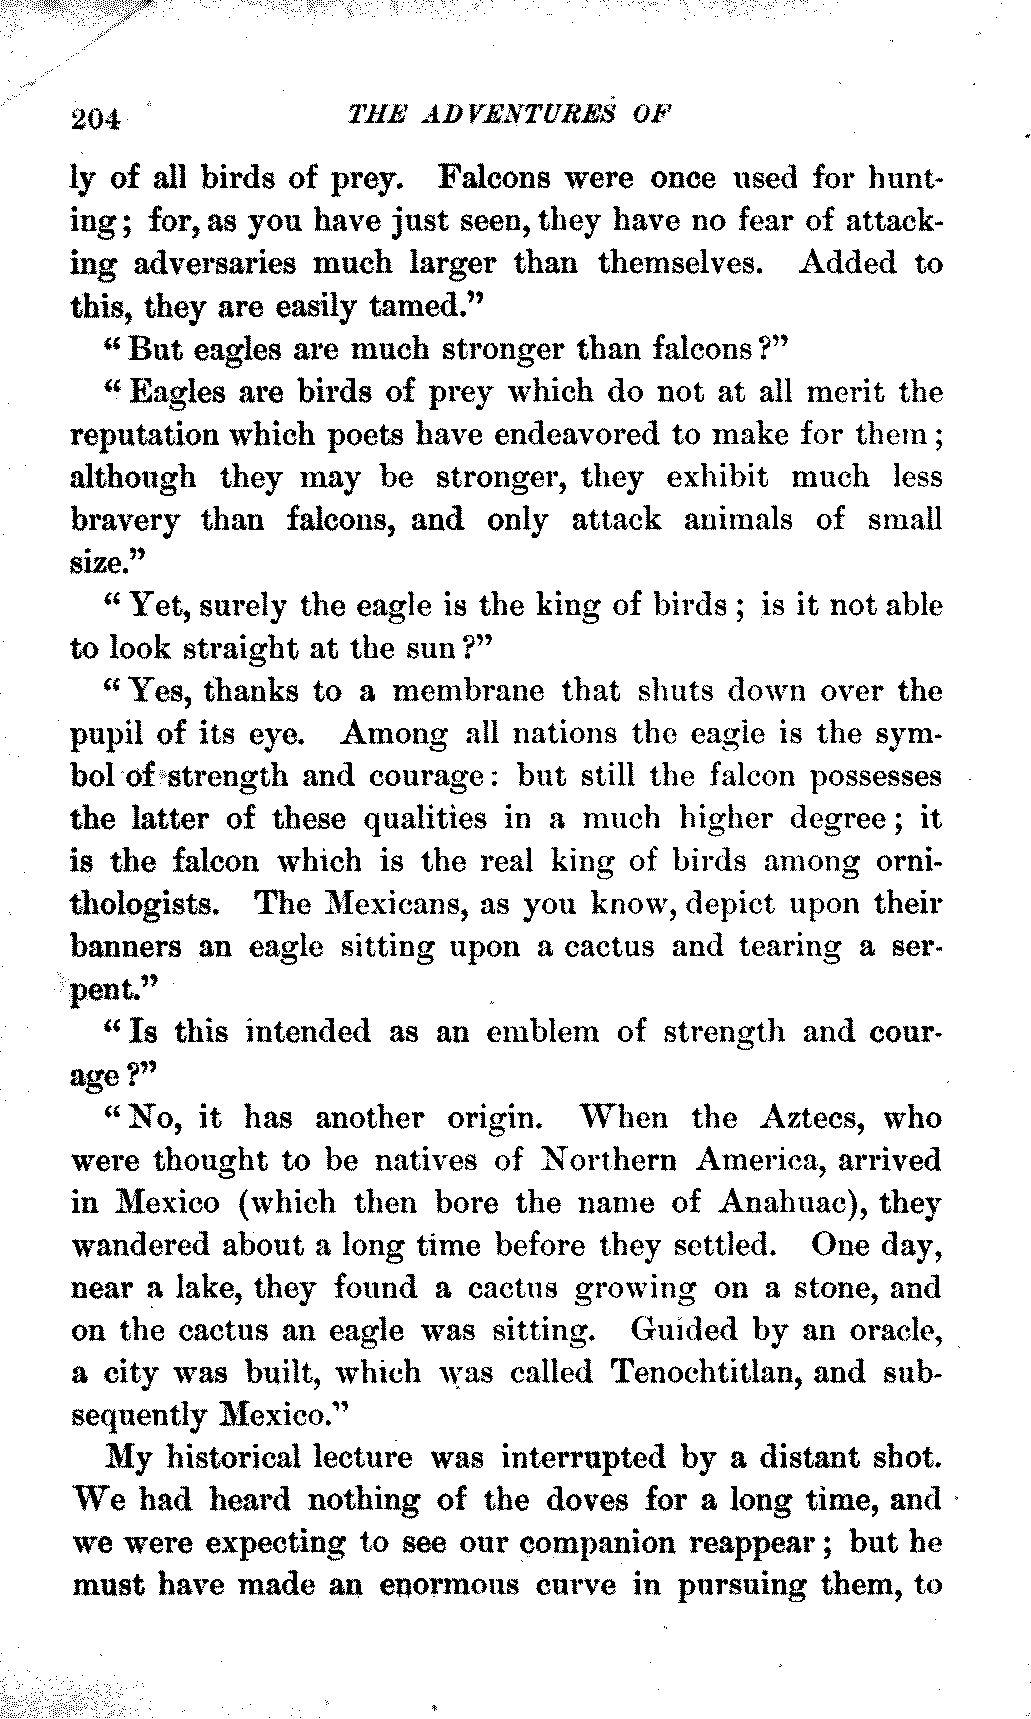 204 THE ADVENTURES OF
ly of all birds of prey. Falcons were once used for hunt-
ing; for, as you have just seen, they have no fear of attack-
ing adversaries much larger than themselves. Added to
this, they are easily tamed."
"But eagles are much stronger than falcons?"
"Eagles are birds of prey which do not at all merit the
reputation which poets have endeavored to make for them;
although they may be stronger, they exhibit much less
bravery than falcons, and only attack animals of small
size."
"Yet, surely the eagle is the king of birds; is it not able
to look straight at the sun?"
"Yes, thanks to a membrane that shuts down over the
pupil of its eye. Among all nations the eagle is the sym-
bol of strength and courage: but still the falcon possesses
the latter of these qualities in a much higher degree; it
is the falcon which is the real king of birds among orni-
thologists. The Mexicans, as you know, depict upon their
banners an eagle sitting upon a cactus and tearing a ser-
pent."
"Is this intended as an emblem of strength and cour-
age?"
"No, it has another origin. When the Aztecs, who
were thought to be natives of Northern America, arrived
in Mexico (which then bore the name of Anahuac), they
wandered about a long time before they settled. One day,
near a lake, they found a cactus growing on a stone, and
on the cactus an eagle was sitting. Guided by an oracle,
a city was built, which was called Tenochtitlan, and sub-
sequently Mexico."
My historical lecture was interrupted by a distant shot.
We had heard nothing of the doves for a long time, and
we were expecting to see our companion reappear; but he
must have made an enormous curve in pursuing them, to